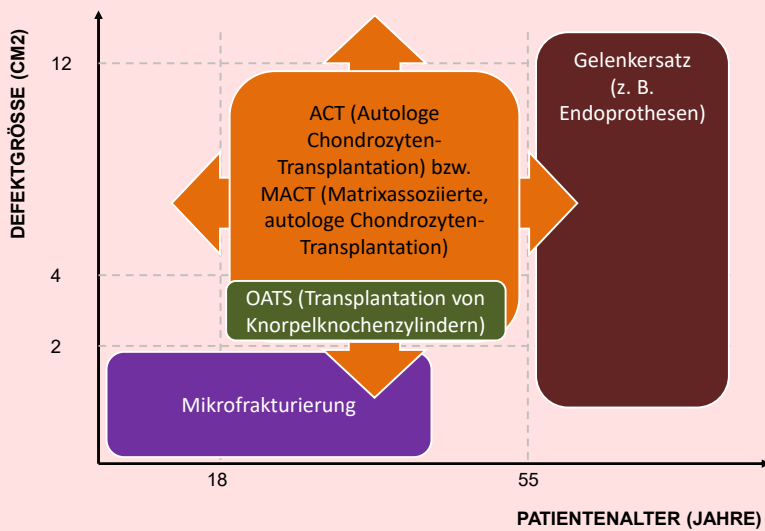 DEFEKTGRÖSSE (CM2)
12
4
2
ACT (Autologe
Chondrozyten-
Transplantation) bzw.
MACT (Matrixassoziierte,
autologe Chondrozyten-
Transplantation)
OATS (Transplantation von
Knorpelknochenzylindern)
Mikrofrakturierung
Gelenkersatz
(z. B.
Endoprothesen)
18
55
PATIENTENALTER (JAHRE)